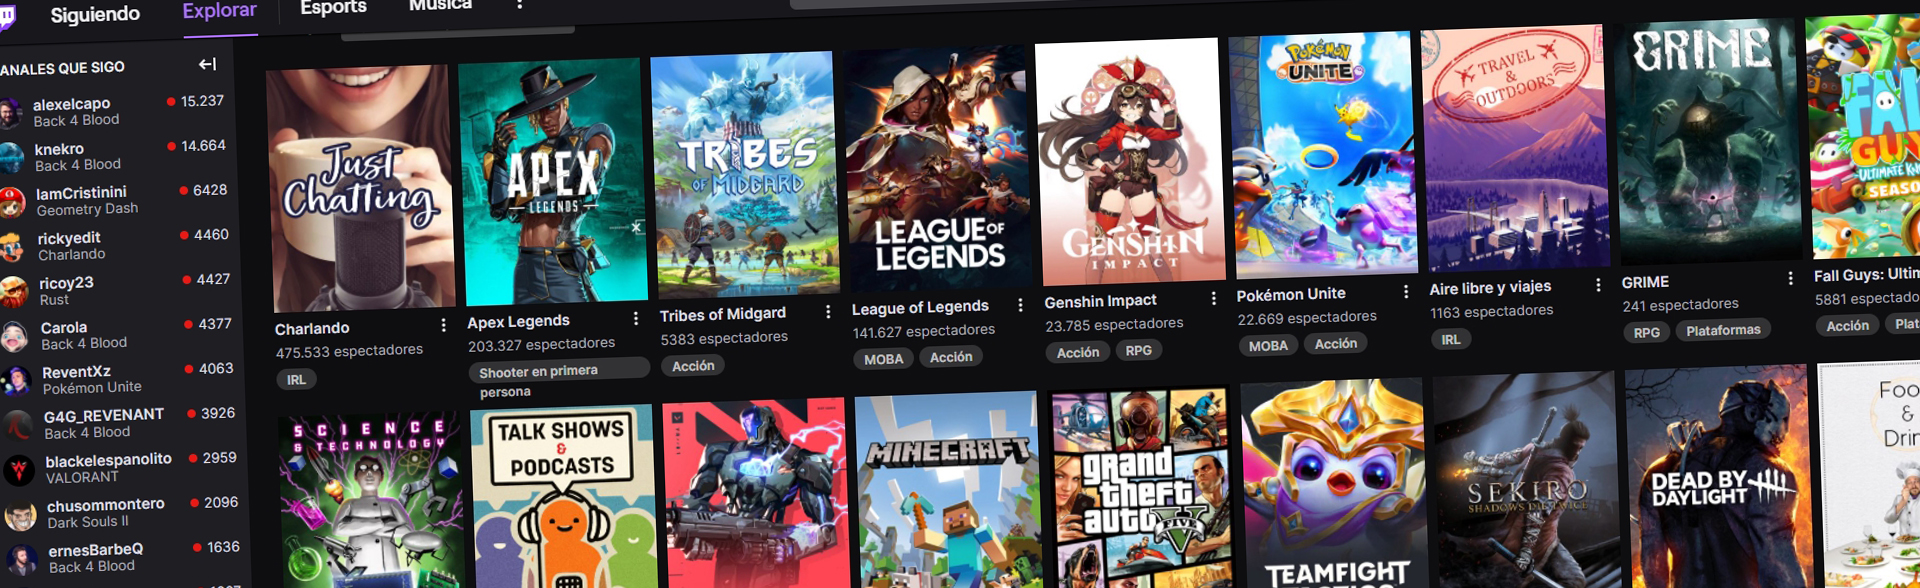 Siguiendo
Explorar
Esports
Música
ANALES QUE SIGO
alexelcapo
15.237
Back 4 Blood
knekro
14.664
Back 4 Blood
IamCristinini
6428
Geometry Dash
rickyedit
4460
Charlando
ricoy23
4427
Rust
Carola
4377
Back 4 Blood
ReventXz
4063
Pokémon Unite
G4G_REVENANT
3926
Back 4 Blood
blackelespanolito
2959
VALORANT
chusommontero
2096
Dark Souls II
ernesBarbeQ
1636
Back 4 Blood
Just
Chatting
Charlando
475.533 espectadores
IRL
APEX
LEGENDS
Apex Legends
203.327 espectadores
Shooter en primera
persona
TRIBES
OF MIDGARD
Tribes of Midgard
5383 espectadores
Acción
LEAGUE OF
LEGENDS
League of Legends
141.627 espectadores
MOBA
Acción
GENSHIN
IMPACT
Genshin Impact
23.785 espectadores
Acción
RPG
POKÉMON
UNITE
Pokémon Unite
22.669 espectadores
MOBA
Acción
TRAVEL
&
OUTDOORS
Aire libre y viajes
1163 espectadores
IRL
GRIME
GRIME
241 espectadores
RPG
Plataformas
FAL
GUY
ULTIMATE KN
SEASO
Fall Guys: Ultim
5881 espectado
Acción
Plat
SCIENCE
& TECHNOLOGY
TALK SHOWS
&
PODCASTS
MINECRAFT
grand
theft
auto
FIVE
V
TEAMFIGHT
SEKIRO
SHADOWS DIE TWICE
DEAD BY
DAYLIGHT
Foo
&
Drin